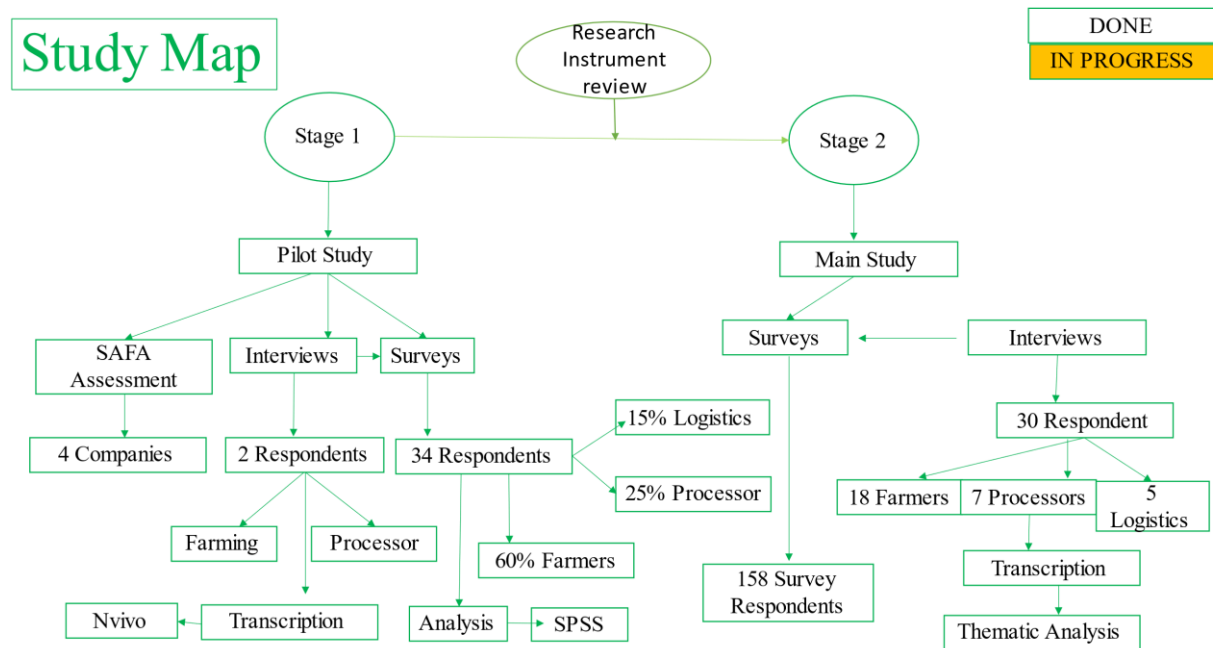 Study Map
Research
Instrument
review
DONE
IN PROGRESS
Stage 1
Stage 2
Pilot Study
Main Study
SAFA
Assessment
Interviews
Surveys
Surveys
Interviews
4 Companies
2 Respondents
34 Respondents
15% Logistics
25% Processor
30 Respondent
18 Farmers
7 Processors
5
Logistics
Farming
Processor
60% Farmers
158 Survey
Respondents
Transcription
Nvivo
Transcription
Analysis
SPSS
Thematic Analysis